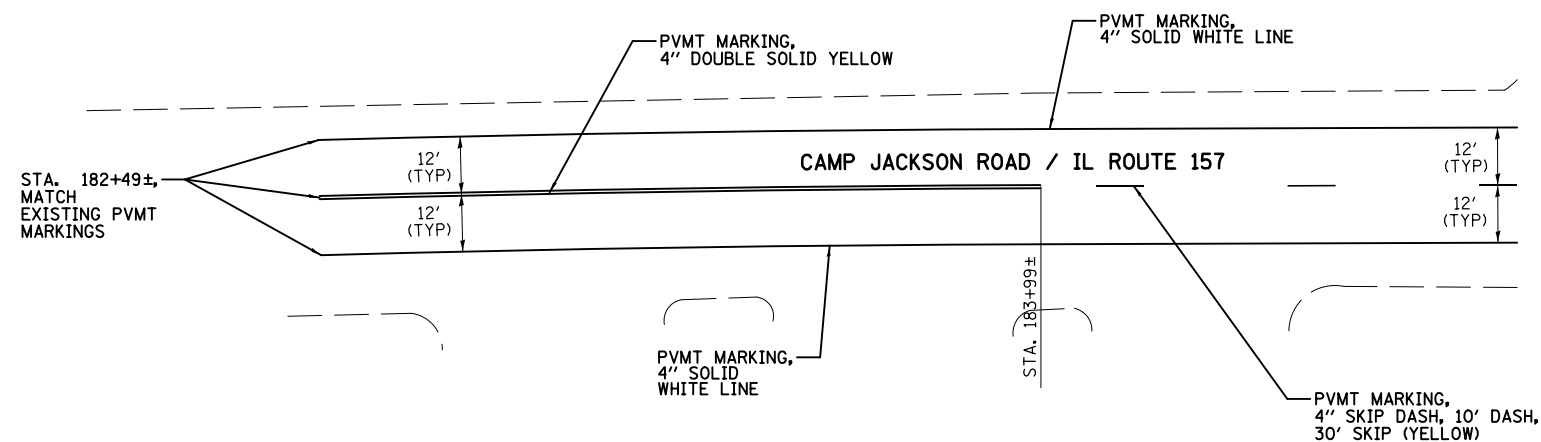 PVMT MARKING,
4" SOLID WHITE LINE
PVMT MARKING,
4" DOUBLE SOLID YELLOW
12'
(TYP)
CAMP JACKSON ROAD / IL ROUTE 157
12'
(TYP)
STA. 182+49±,
MATCH
EXISTING PVMT
MARKINGS
12'
(TYP)
12'
(TYP)
STA. 183+99±
PVMT MARKING,
4" SOLID
WHITE LINE
PVMT MARKING,
4" SKIP DASH, 10' DASH,
30' SKIP (YELLOW)